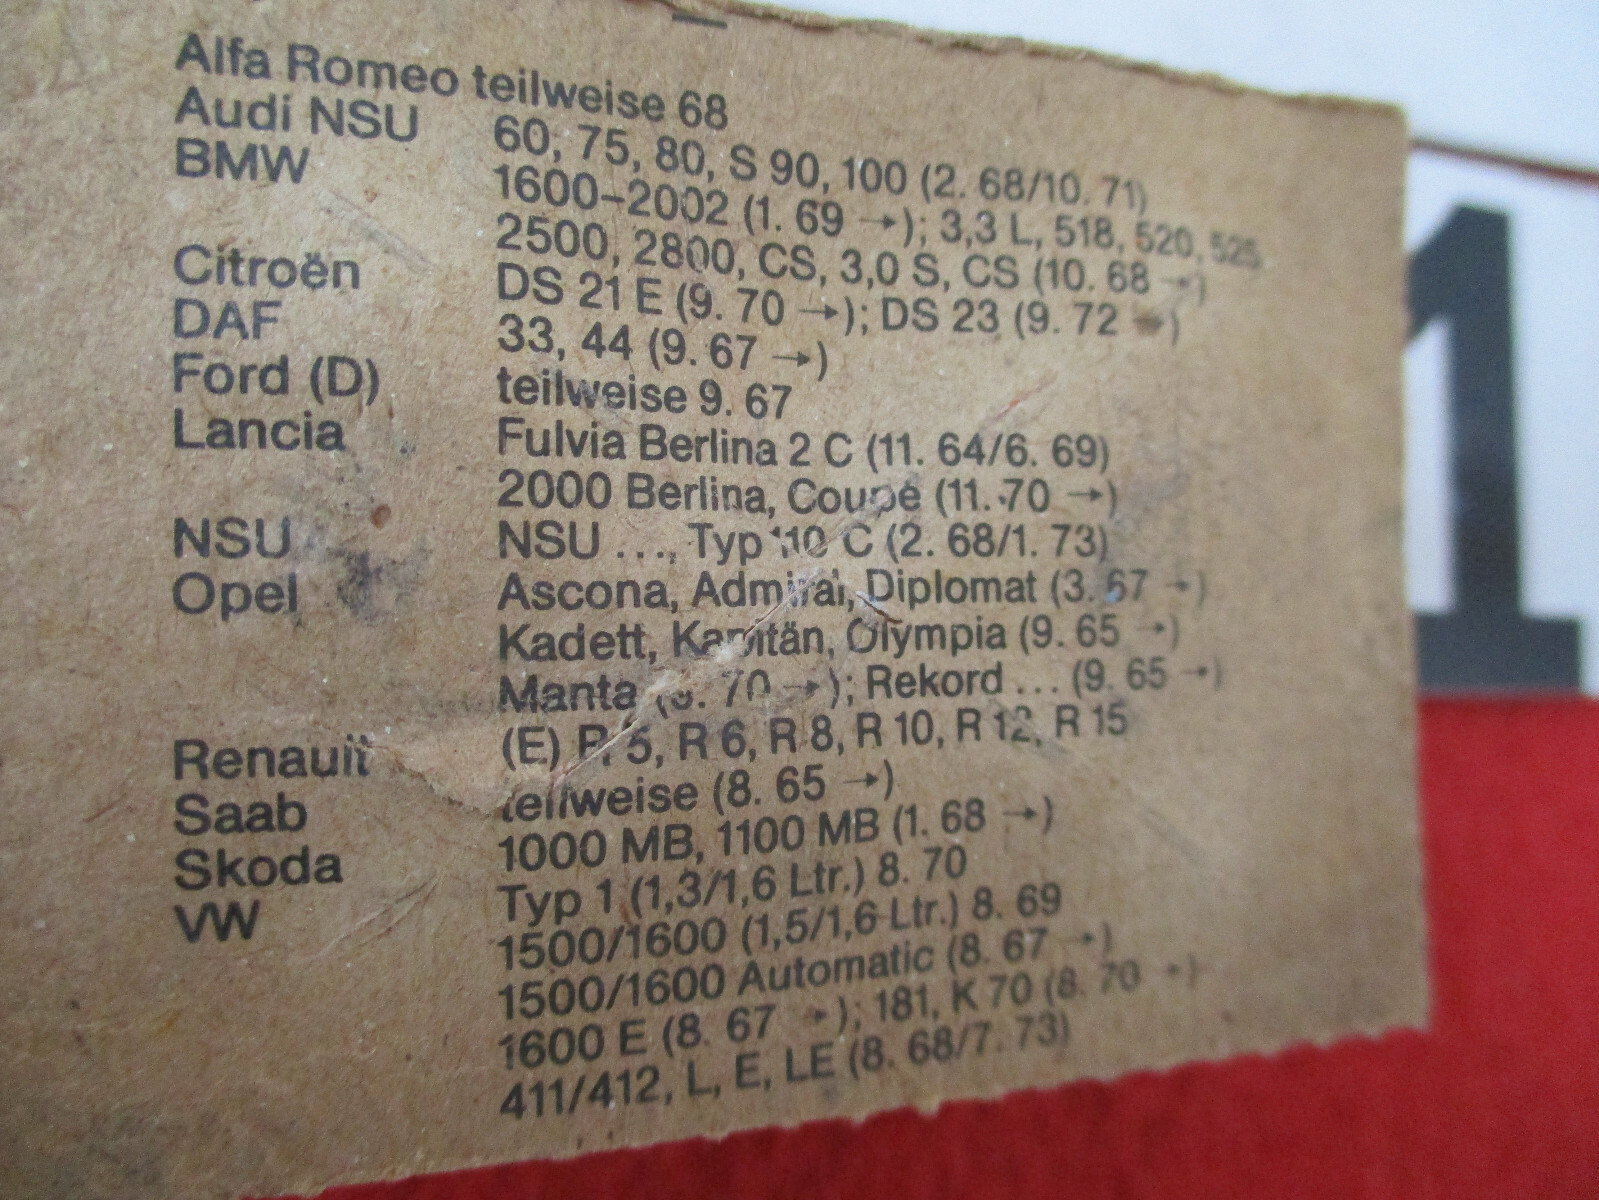 Alfa Romeo teilweise 68
Audi NSU 60, 75, 80, S 90, 100 (2. 68/10. 71)
BMW 1600-2002 (1. 69 →); 3,3 L, 518, 520, 525,
2500, 2800, CS, 3,0 S, CS (10. 68 →)
Citroën DS 21 E (9. 70 →); DS 23 (9. 72 →)
DAF 33, 44 (9. 67 →)
Ford (D) teilweise 9. 67
Lancia Fulvia Berlina 2 C (11. 64/6. 69)
2000 Berlina, Coupé (11. 70 →)
NSU NSU ..., Typ 110 C (2. 68/1. 73)
Opel Ascona, Admiral, Diplomat (3. 67 →)
Kadett, Kapitän, Olympia (9. 65 →)
Manta 70 →); Rekord ... (9. 65 →)
Renault (E) R 5, R 6, R 8, R 10, R 12, R 15
Saab teilweise (8. 65 →)
Skoda 1000 MB, 1100 MB (1. 68 →)
VW Typ 1 (1,3/1,6 Ltr.) 8. 70
1500/1600 (1,5/1,6 Ltr.) 8. 69
1500/1600 Automatic (8. 67 →)
1600 E (8. 67 →); 181, K 70 (8. 70 →)
411/412, L, E, LE (8. 68/7. 73)
1